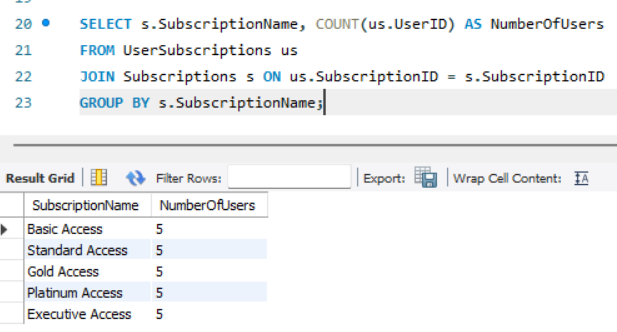 20 SELECT s.SubscriptionName, COUNT(us.UserID) AS NumberOfUsers
21 FROM UserSubscriptions us
22 JOIN Subscriptions s ON us.SubscriptionID = s.SubscriptionID
23 GROUP BY s.SubscriptionName;
Result Grid Filter Rows: Export: Wrap Cell Content: IA
SubscriptionName NumberOfUsers
Basic Access 5
Standard Access 5
Gold Access 5
Platinum Access 5
Executive Access 5